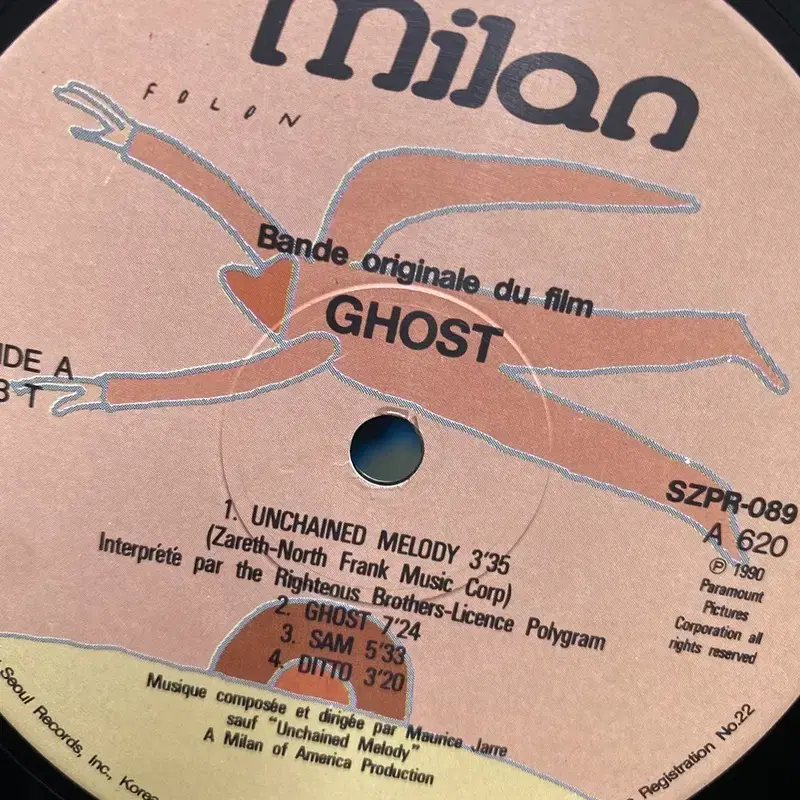 milan
FOLON
Bande originale du film
GHOST
IDE A
3 T
SZPR-089
A 620
℗ 1990
Paramount
Pictures
Corporation all
rights reserved
1. UNCHAINED MELODY 3'35
(Zareth-North Frank Music Corp)
Interprété par the Righteous Brothers-Licence Polygram
2. GHOST 7'24
3. SAM 5'33
4. DITTO 3'20
Musique composée et dirigée par Maurice Jarre
sauf "Unchained Melody"
A Milan of America Production
Seoul Records, Inc., Korea
Registration No.22